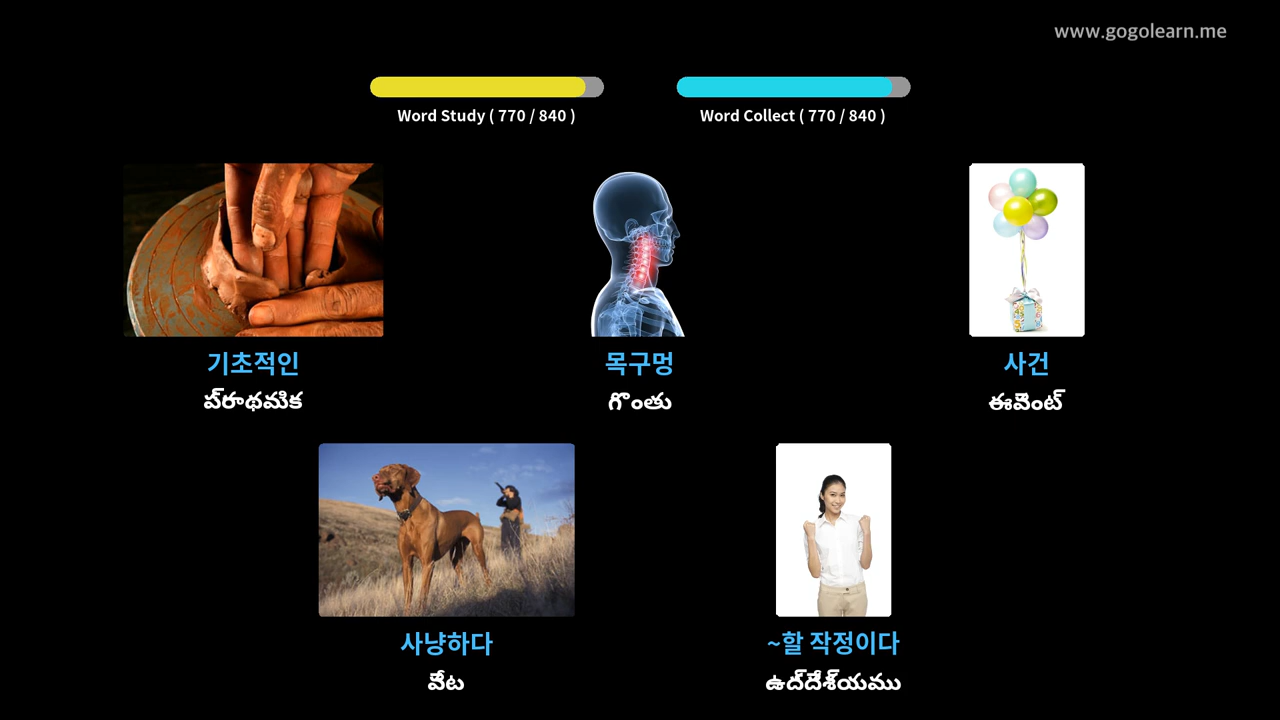 www.gogolearn.me
Word Study ( 770 / 840 )
Word Collect ( 770 / 840 )
기초적인
ప్రాథమిక
목구멍
గొంతు
사건
ఈవెంట్
사냥하다
వేట
~할 작정이다
ఉద్దేశ్యము